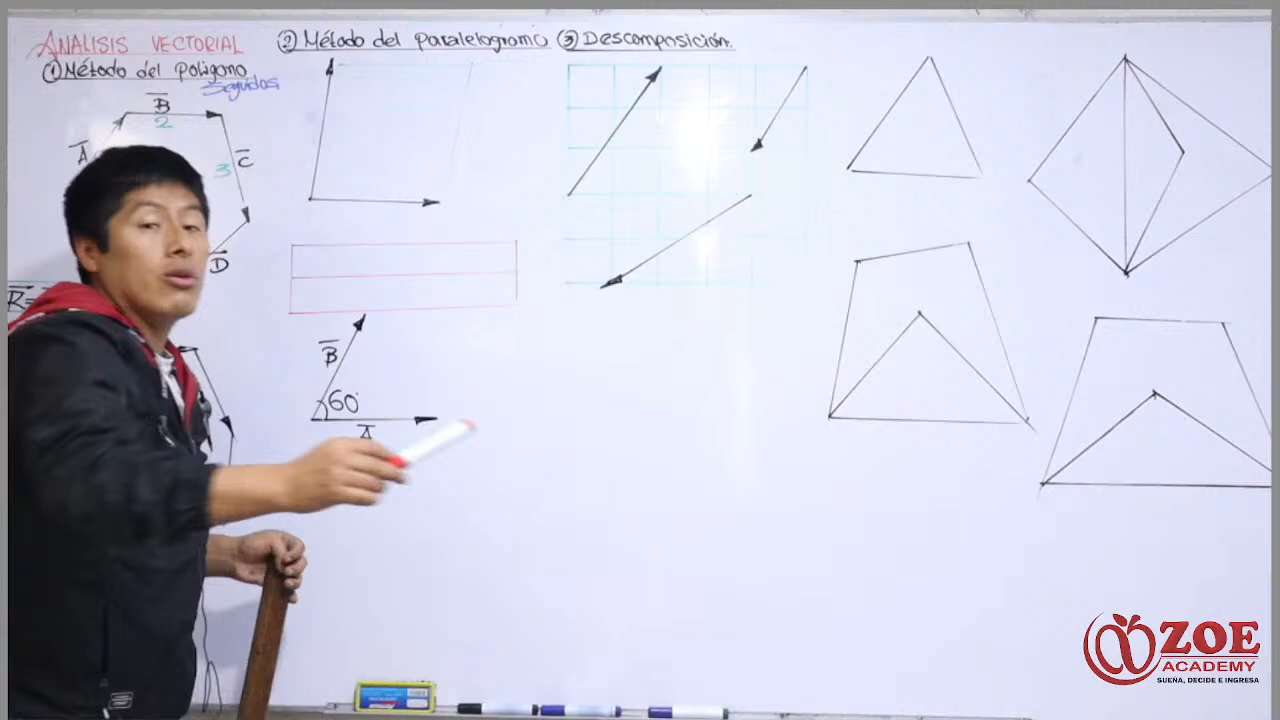 ANALISIS VECTORIAL
① Método del Polígono
Seguidos
B
2
A
C
3
D
R=
② Método del Paralelogramo
B
60°
A
③ Descomposición.
ZOE
ACADEMY
SUEÑA, DECIDE E INGRESA